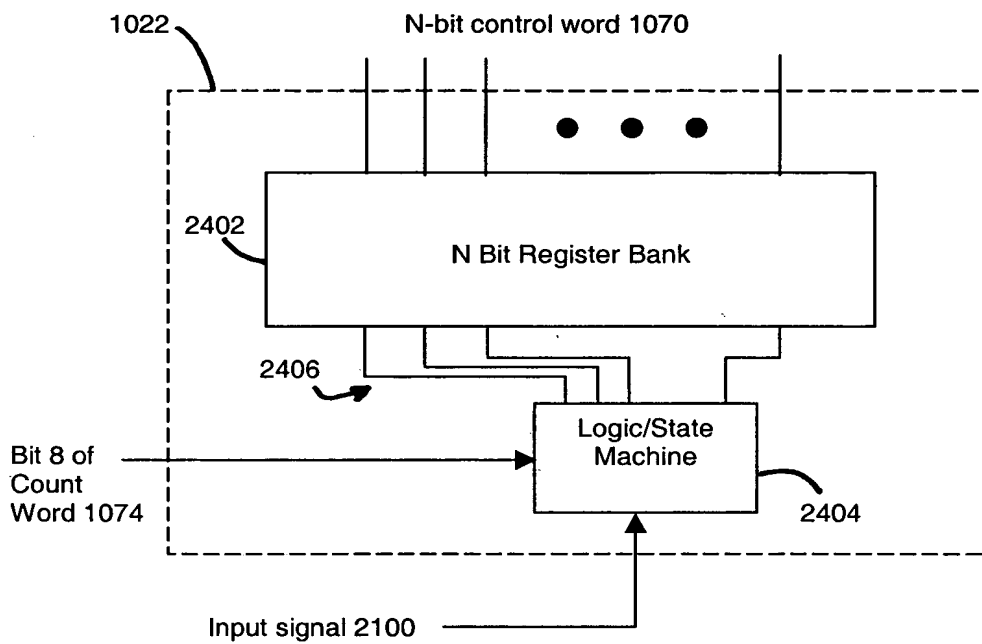 1022
N-bit control word 1070
2402
N Bit Register Bank
2406
Logic/State
Machine
Bit 8 of
Count
Word 1074
2404
Input signal 2100